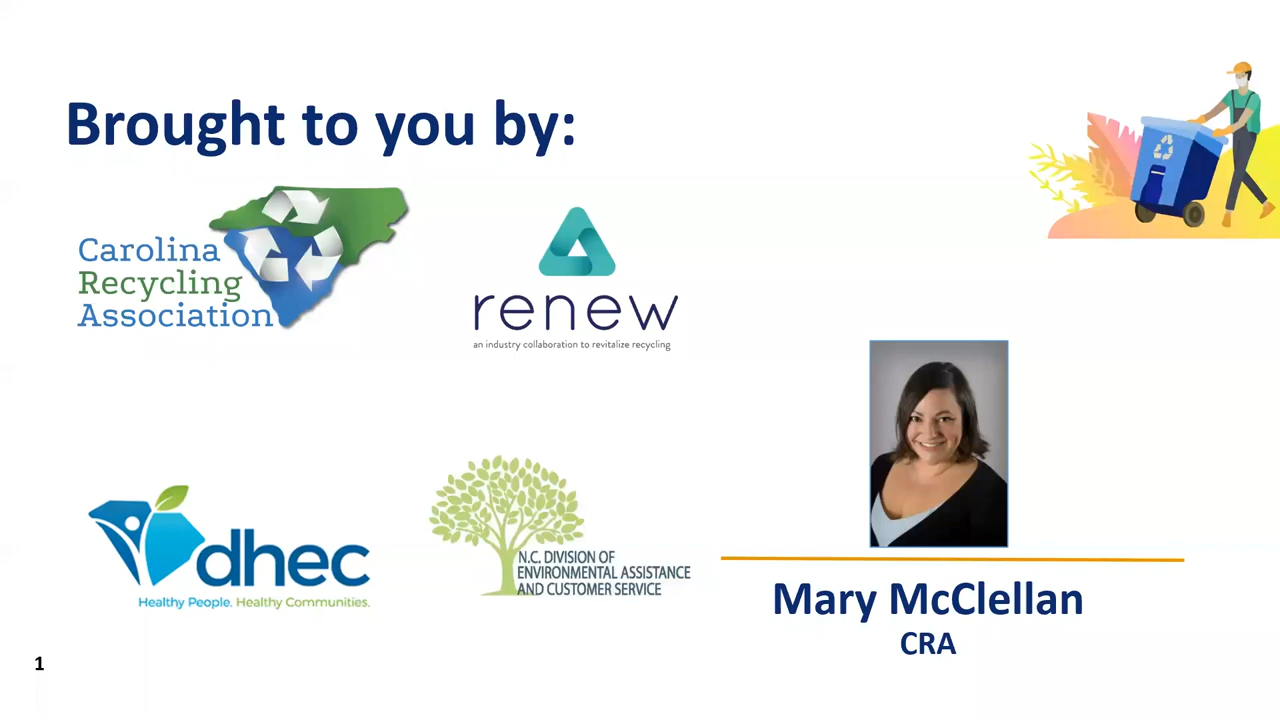 Brought to you by:
Carolina
Recycling
Association
renew
an industry collaboration to revitalize recycling
dhec
Healthy People. Healthy Communities.
N.C. DIVISION OF
ENVIRONMENTAL ASSISTANCE
AND CUSTOMER SERVICE
Mary McClellan
CRA
1